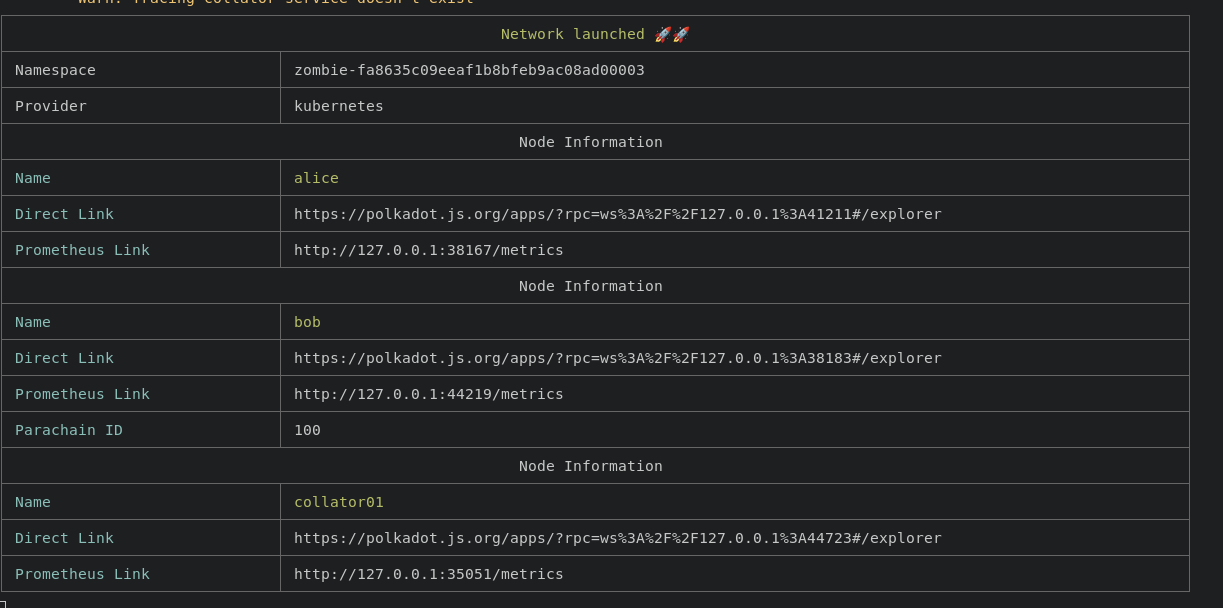 Warn: Tracing collator service doesn't exist
Network launched 🚀🚀
Namespace zombie-fa8635c09eeaf1b8bfeb9ac08ad00003
Provider kubernetes
Node Information
Name alice
Direct Link https://polkadot.js.org/apps/?rpc=ws%3A%2F%2F127.0.0.1%3A41211#/explorer
Prometheus Link http://127.0.0.1:38167/metrics
Node Information
Name bob
Direct Link https://polkadot.js.org/apps/?rpc=ws%3A%2F%2F127.0.0.1%3A38183#/explorer
Prometheus Link http://127.0.0.1:44219/metrics
Parachain ID 100
Node Information
Name collator01
Direct Link https://polkadot.js.org/apps/?rpc=ws%3A%2F%2F127.0.0.1%3A44723#/explorer
Prometheus Link http://127.0.0.1:35051/metrics